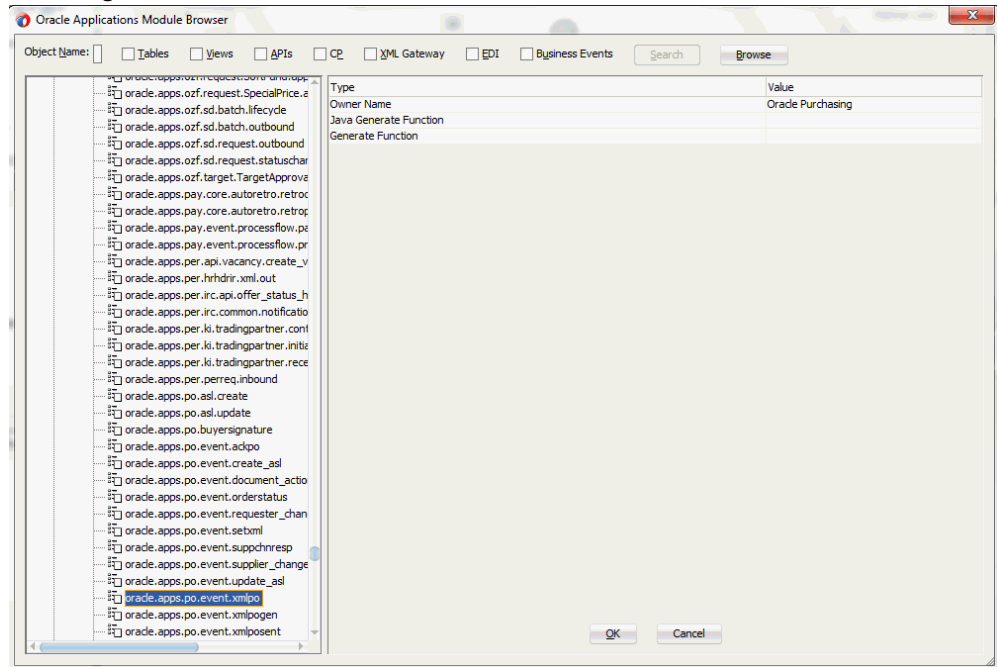 Oracle Applications Module Browser
Object Name: Tables Views APIs CP XML Gateway EDI Business Events Search Browse
oracle.apps.ozf.request.SpecialPrice.a
oracle.apps.ozf.sd.batch.lifecycle
oracle.apps.ozf.sd.batch.outbound
oracle.apps.ozf.sd.request.outbound
oracle.apps.ozf.sd.request.statuschar
oracle.apps.ozf.target.TargetApprova
oracle.apps.pay.core.autoretro.retroc
oracle.apps.pay.core.autoretro.retrop
oracle.apps.pay.event.processflow.pa
oracle.apps.pay.event.processflow.pr
oracle.apps.per.api.vacancy.create_v
oracle.apps.per.hrhdrir.xml.out
oracle.apps.per.irc.api.offer_status_h
oracle.apps.per.irc.common.notificatio
oracle.apps.per.ki.tradingpartner.cont
oracle.apps.per.ki.tradingpartner.initia
oracle.apps.per.ki.tradingpartner.rece
oracle.apps.per.perreq.inbound
oracle.apps.po.asl.create
oracle.apps.po.asl.update
oracle.apps.po.buyersignature
oracle.apps.po.event.ackpo
oracle.apps.po.event.create_asl
oracle.apps.po.event.document_actio
oracle.apps.po.event.orderstatus
oracle.apps.po.event.requester_chan
oracle.apps.po.event.setxml
oracle.apps.po.event.suppchnresp
oracle.apps.po.event.supplier_change
oracle.apps.po.event.update_asl
oracle.apps.po.event.xmlpo
oracle.apps.po.event.xmlpogen
oracle.apps.po.event.xmlposent
Type Value
Owner Name Oracle Purchasing
Java Generate Function
Generate Function
OK Cancel